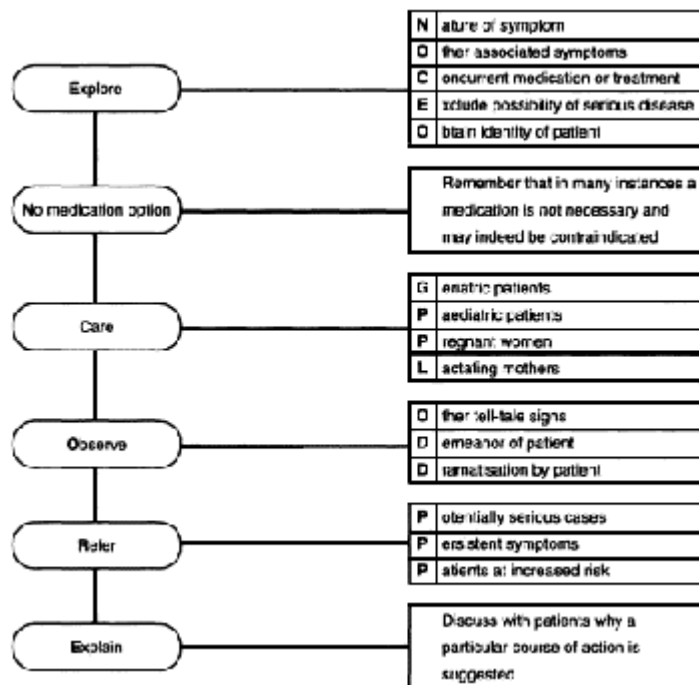 Explore
N ature of symptom
O ther associated symptoms
C oncurrent medication or treatment
E xclude possibility of serious disease
O btain identity of patient
No medication option
Remember that in many instances a
medication is not necessary and
may indeed be contraindicated
Care
G eriatric patients
P aediatric patients
P regnant women
L actating mothers
Observe
O ther tell-tale signs
D emeanor of patient
D ramatisation by patient
Refer
P otentially serious cases
P ersistent symptoms
P atients at increased risk
Explain
Discuss with patients why a
particular course of action is
suggested